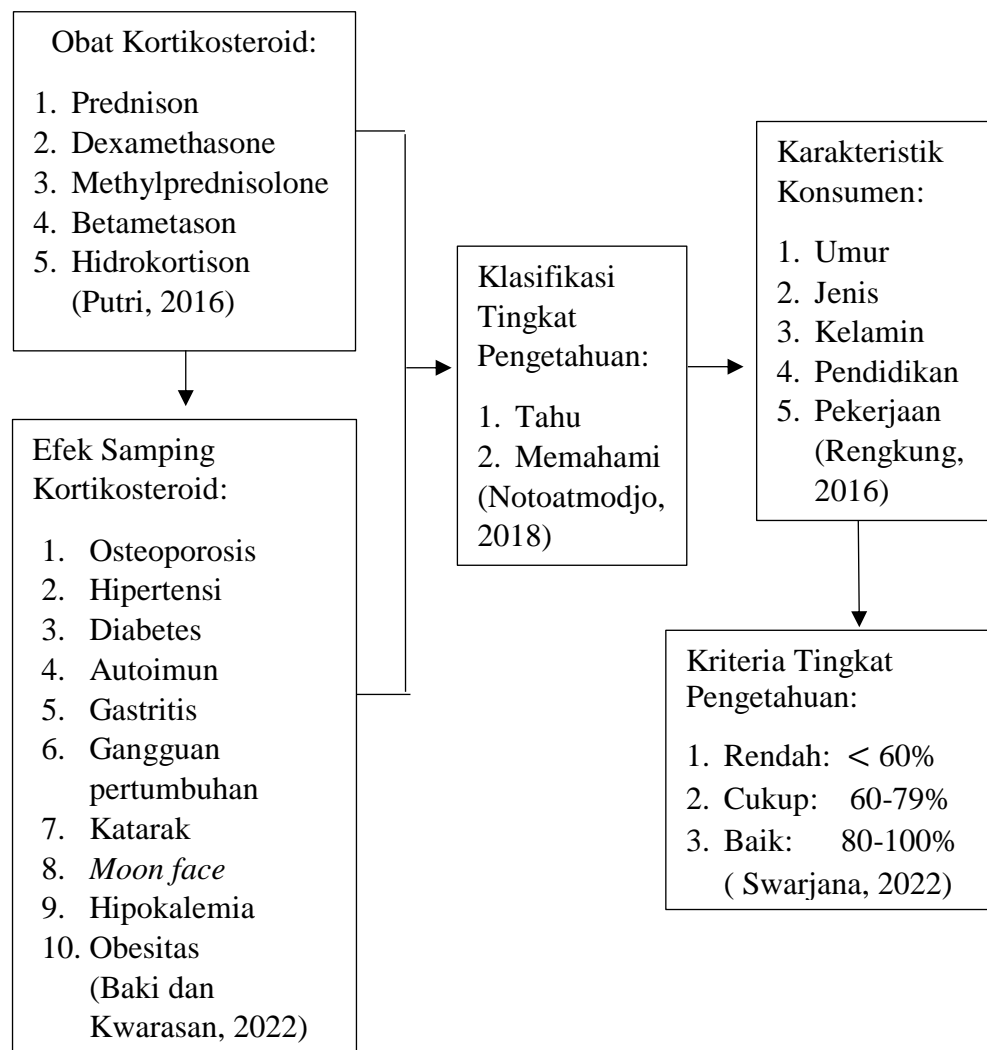 Obat Kortikosteroid:
1. Prednison
2. Dexamethasone
3. Methylprednisolone
4. Betametason
5. Hidrokortison
(Putri, 2016)
Efek Samping
Kortikosteroid:
1. Osteoporosis
2. Hipertensi
3. Diabetes
4. Autoimun
5. Gastritis
6. Gangguan
pertumbuhan
7. Katarak
8. Moon face
9. Hipokalemia
10. Obesitas
(Baki dan
Kwarasan, 2022)
Klasifikasi
Tingkat
Pengetahuan:
1. Tahu
2. Memahami
(Notoatmodjo,
2018)
Karakteristik
Konsumen:
1. Umur
2. Jenis
3. Kelamin
4. Pendidikan
5. Pekerjaan
(Rengkung,
2016)
Kriteria Tingkat
Pengetahuan:
1. Rendah: < 60%
2. Cukup: 60-79%
3. Baik: 80-100%
( Swarjana, 2022)